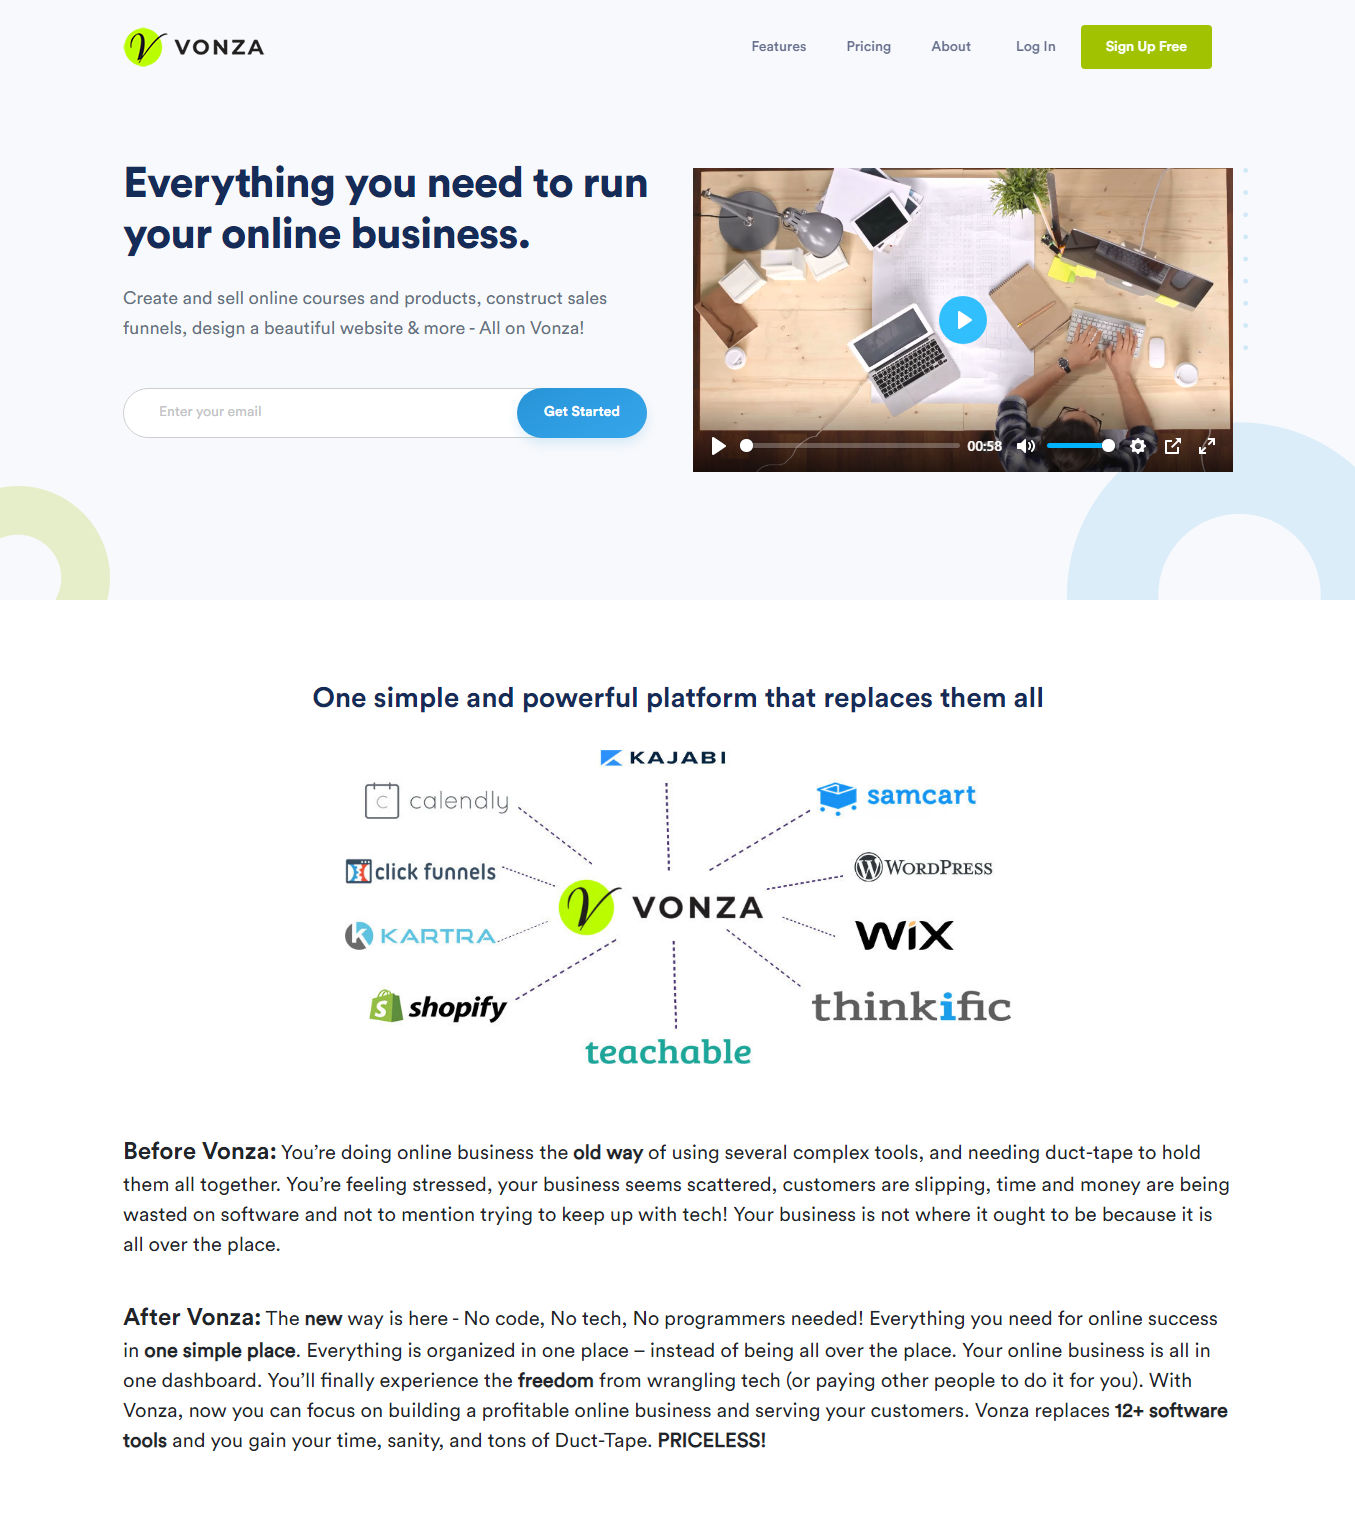 VONZA
Features Pricing About Log In Sign Up Free
Everything you need to run
your online business.
Create and sell online courses and products, construct sales
funnels, design a beautiful website & more - All on Vonza!
Enter your email Get Started
00:58
One simple and powerful platform that replaces them all
KAJABI
calendly
samcart
click funnels
WORDPRESS
VONZA
KARTRA
WIX
shopify
thinkific
teachable
Before Vonza: You’re doing online business the old way of using several complex tools, and needing duct-tape to hold
them all together. You’re feeling stressed, your business seems scattered, customers are slipping, time and money are being
wasted on software and not to mention trying to keep up with tech! Your business is not where it ought to be because it is
all over the place.
After Vonza: The new way is here - No code, No tech, No programmers needed! Everything you need for online success
in one simple place. Everything is organized in one place – instead of being all over the place. Your online business is all in
one dashboard. You’ll finally experience the freedom from wrangling tech (or paying other people to do it for you). With
Vonza, now you can focus on building a profitable online business and serving your customers. Vonza replaces 12+ software
tools and you gain your time, sanity, and tons of Duct-Tape. PRICELESS!